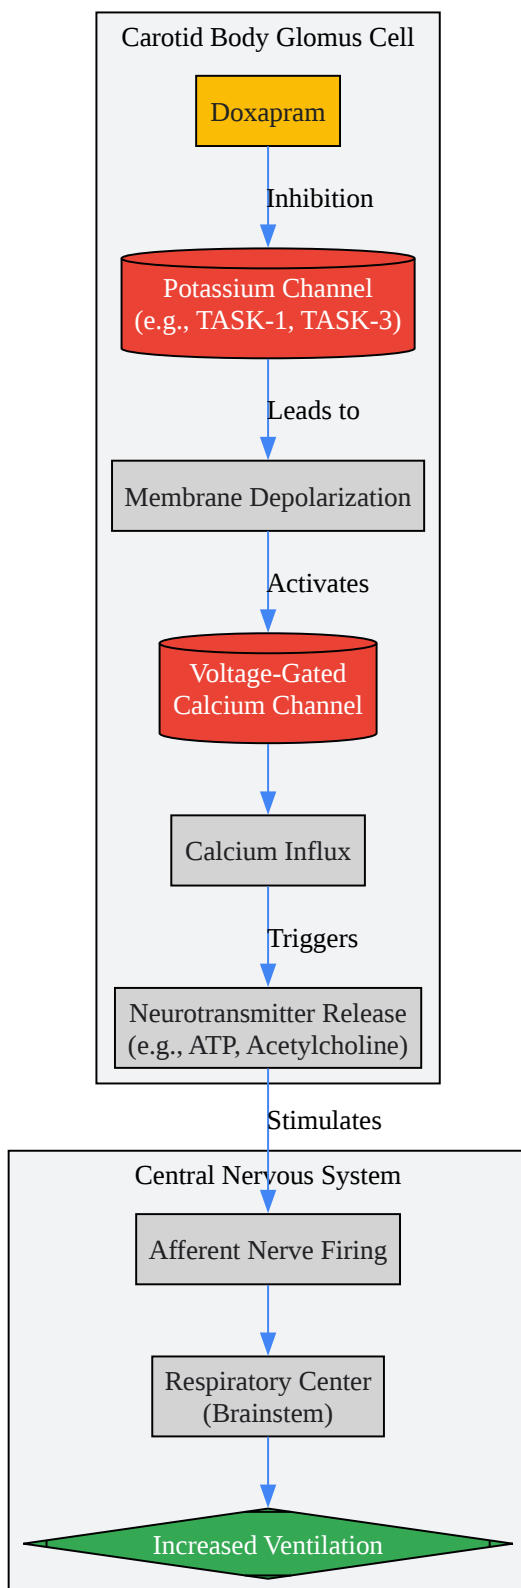 Carotid Body Glomus Cell
Doxapram
Inhibition
Potassium Channel
(e.g., TASK-1, TASK-3)
Leads to
Membrane Depolarization
Activates
Voltage-Gated
Calcium Channel
Calcium Influx
Triggers
Neurotransmitter Release
(e.g., ATP, Acetylcholine)
Stimulates
Central Nervous System
Afferent Nerve Firing
Respiratory Center
(Brainstem)
Increased Ventilation